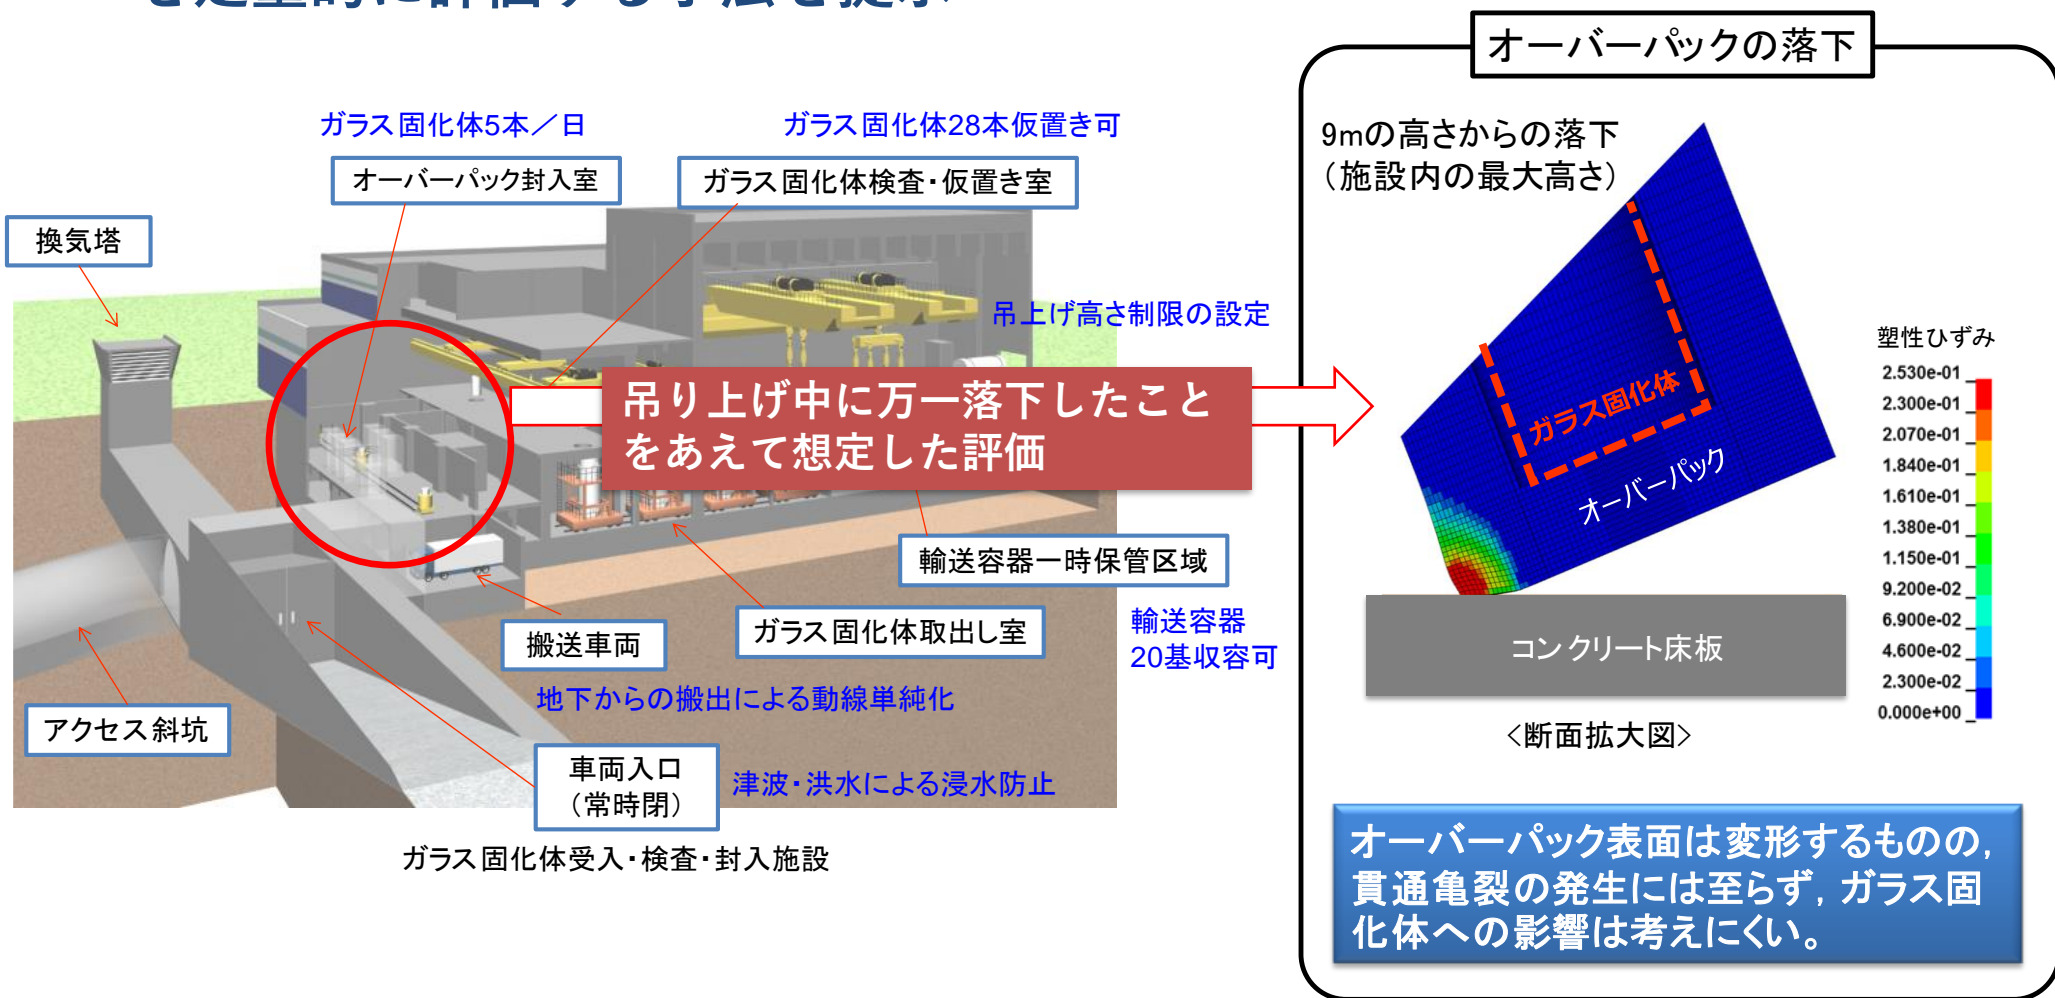 を定量的に評価する手法を提示
オーバーパックの落下
ガラス固化体5本／日
ガラス固化体28本仮置き可
オーバーパック封入室
ガラス固化体検査・仮置き室
換気塔
吊上げ高さ制限の設定
吊り上げ中に万一落下したこと
をあえて想定した評価
輸送容器一時保管区域
ガラス固化体取出し室
輸送容器
20基収容可
搬送車両
地下からの搬出による動線単純化
アクセス斜坑
車両入口
（常時閉）
津波・洪水による浸水防止
ガラス固化体受入・検査・封入施設
9mの高さからの落下
（施設内の最大高さ）
ガラス固化体
オーバーパック
コンクリート床板
<断面拡大図>
塑性ひずみ
2.530e-01
2.300e-01
2.070e-01
1.840e-01
1.610e-01
1.380e-01
1.150e-01
9.200e-02
6.900e-02
4.600e-02
2.300e-02
0.000e+00
オーバーパック表面は変形するものの,
貫通亀裂の発生には至らず, ガラス固
化体への影響は考えにくい。